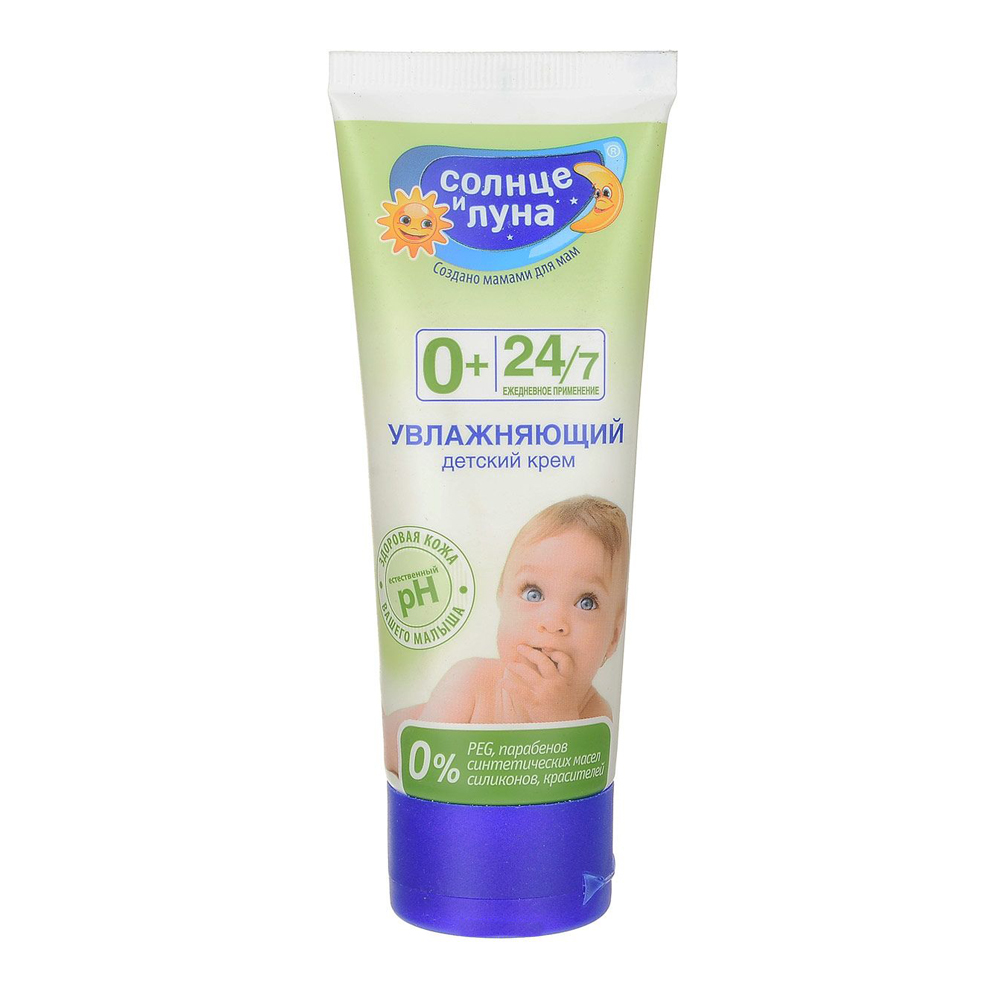 СОЛНЦЕ
И ЛУНА
®
Создано мамами для мам
0+
24/7
ЕЖЕДНЕВНОЕ ПРИМЕНЕНИЕ
УВЛАЖНЯЮЩИЙ
детский крем
ЗДОРОВАЯ КОЖА
естественный
pH
ВАШЕГО МАЛЫША
0%
PEG, парабенов
синтетических масел
силиконов, красителей